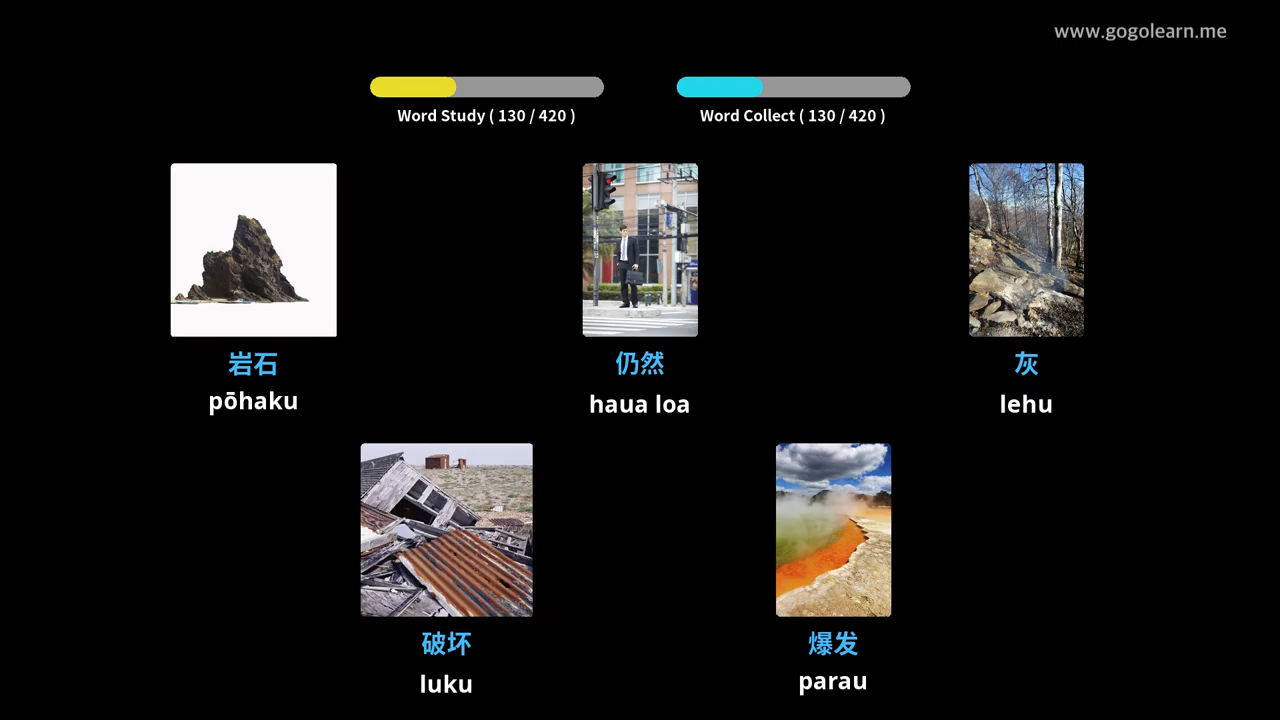 www.gogolearn.me
Word Study ( 130 / 420 )
Word Collect ( 130 / 420 )
岩石
pōhaku
仍然
haua loa
灰
lehu
破坏
luku
爆发
parau